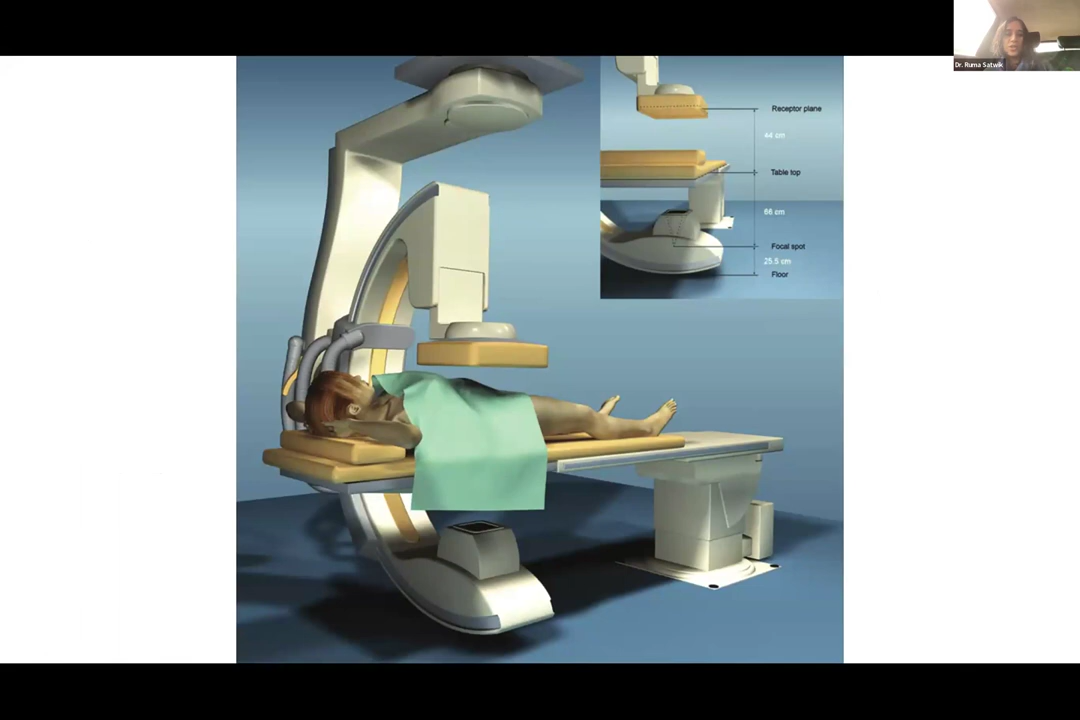 Dr. Ruma Satwik
Receptor plane
44 cm
Table top
66 cm
Focal spot
25.5 cm
Floor